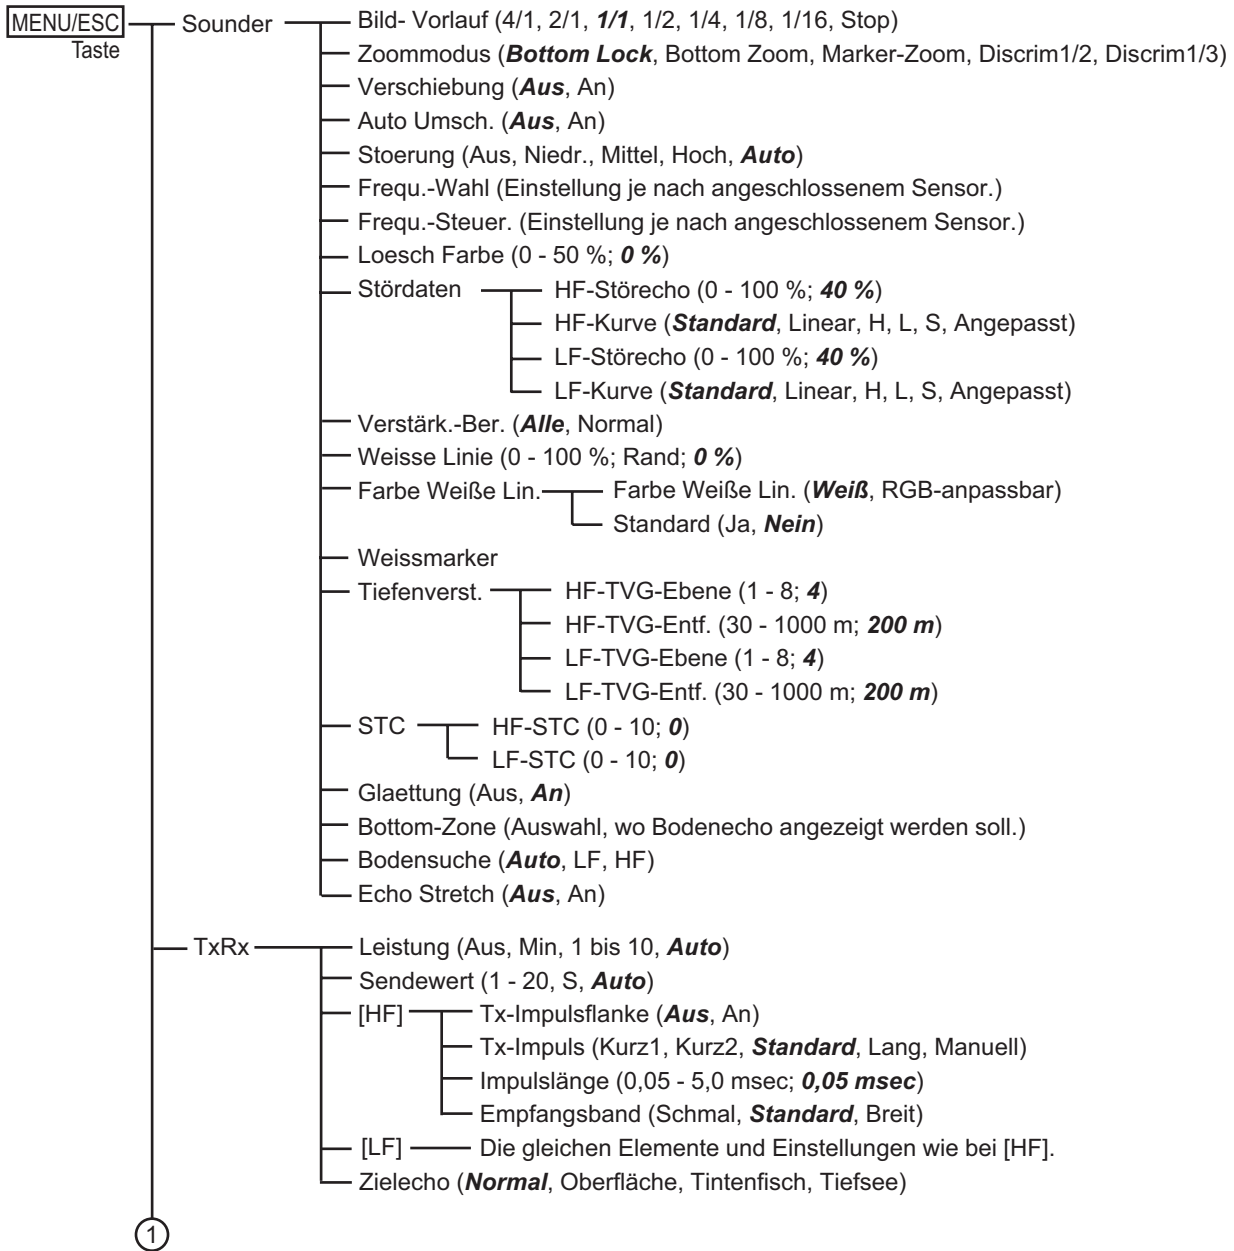 MENU/ESC
Taste
Sounder
Bild- Vorlauf (4/1, 2/1, 1/1, 1/2, 1/4, 1/8, 1/16, Stop)
Zoommodus (Bottom Lock, Bottom Zoom, Marker-Zoom, Discrim1/2, Discrim1/3)
Verschiebung (Aus, An)
Auto Umsch. (Aus, An)
Stoerung (Aus, Niedr., Mittel, Hoch, Auto)
Frequ.-Wahl (Einstellung je nach angeschlossenem Sensor.)
Frequ.-Steuer. (Einstellung je nach angeschlossenem Sensor.)
Loesch Farbe (0 - 50 %; 0 %)
Stördaten
HF-Störecho (0 - 100 %; 40 %)
HF-Kurve (Standard, Linear, H, L, S, Angepasst)
LF-Störecho (0 - 100 %; 40 %)
LF-Kurve (Standard, Linear, H, L, S, Angepasst)
Verstärk.-Ber. (Alle, Normal)
Weisse Linie (0 - 100 %; Rand; 0 %)
Farbe Weiße Lin.
Farbe Weiße Lin. (Weiß, RGB-anpassbar)
Standard (Ja, Nein)
Weissmarker
Tiefenverst.
HF-TVG-Ebene (1 - 8; 4)
HF-TVG-Entf. (30 - 1000 m; 200 m)
LF-TVG-Ebene (1 - 8; 4)
LF-TVG-Entf. (30 - 1000 m; 200 m)
STC
HF-STC (0 - 10; 0)
LF-STC (0 - 10; 0)
Glaettung (Aus, An)
Bottom-Zone (Auswahl, wo Bodenecho angezeigt werden soll.)
Bodensuche (Auto, LF, HF)
Echo Stretch (Aus, An)
TxRx
Leistung (Aus, Min, 1 bis 10, Auto)
Sendewert (1 - 20, S, Auto)
[HF]
Tx-Impulsflanke (Aus, An)
Tx-Impuls (Kurz1, Kurz2, Standard, Lang, Manuell)
Impulslänge (0,05 - 5,0 msec; 0,05 msec)
Empfangsband (Schmal, Standard, Breit)
[LF]
Die gleichen Elemente und Einstellungen wie bei [HF].
Zielecho (Normal, Oberfläche, Tintenfisch, Tiefsee)
1